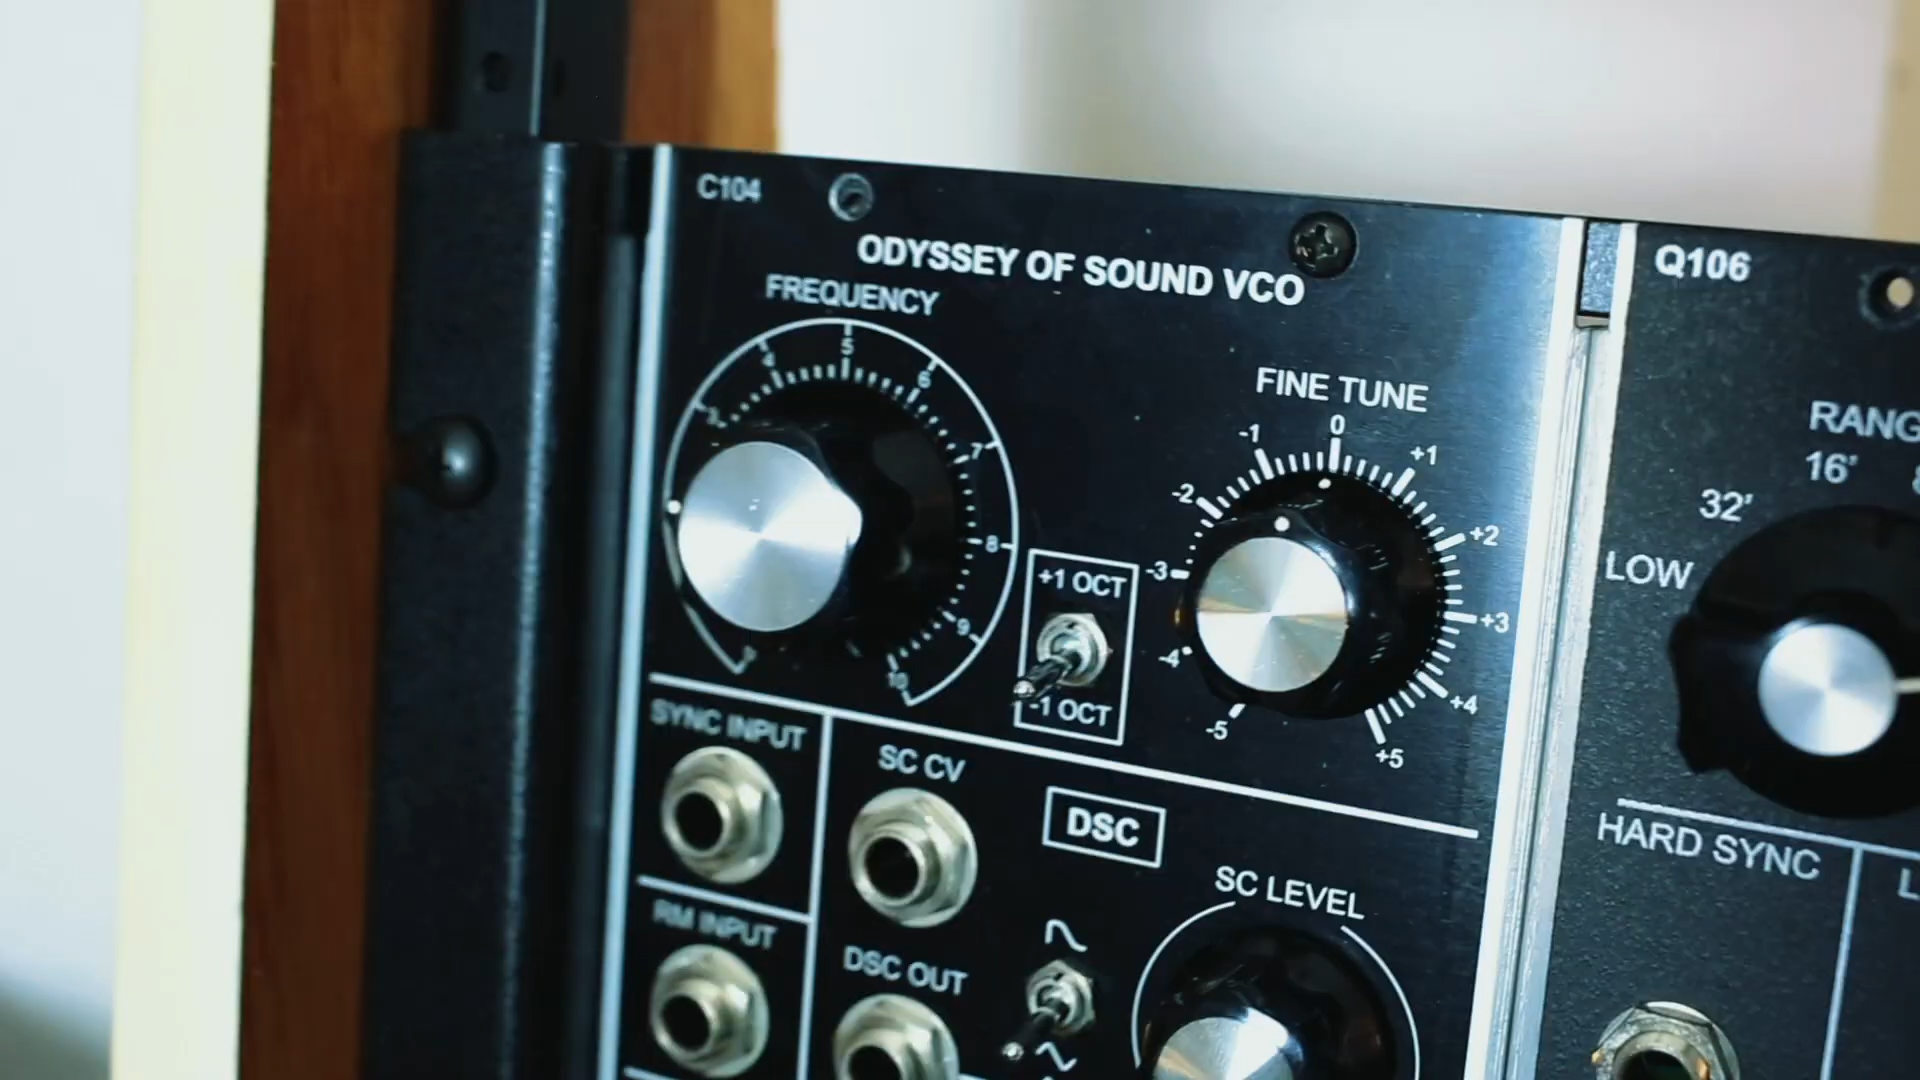 C104
ODYSSEY OF SOUND VCO
FREQUENCY
3 4 5 6 7 8 9 10
FINE TUNE
-5 -4 -3 -2 -1 0 +1 +2 +3 +4 +5
+1 OCT
-1 OCT
SYNC INPUT
SC CV
DSC
SC LEVEL
RM INPUT
DSC OUT
Q106
RANG
LOW 32' 16'
HARD SYNC